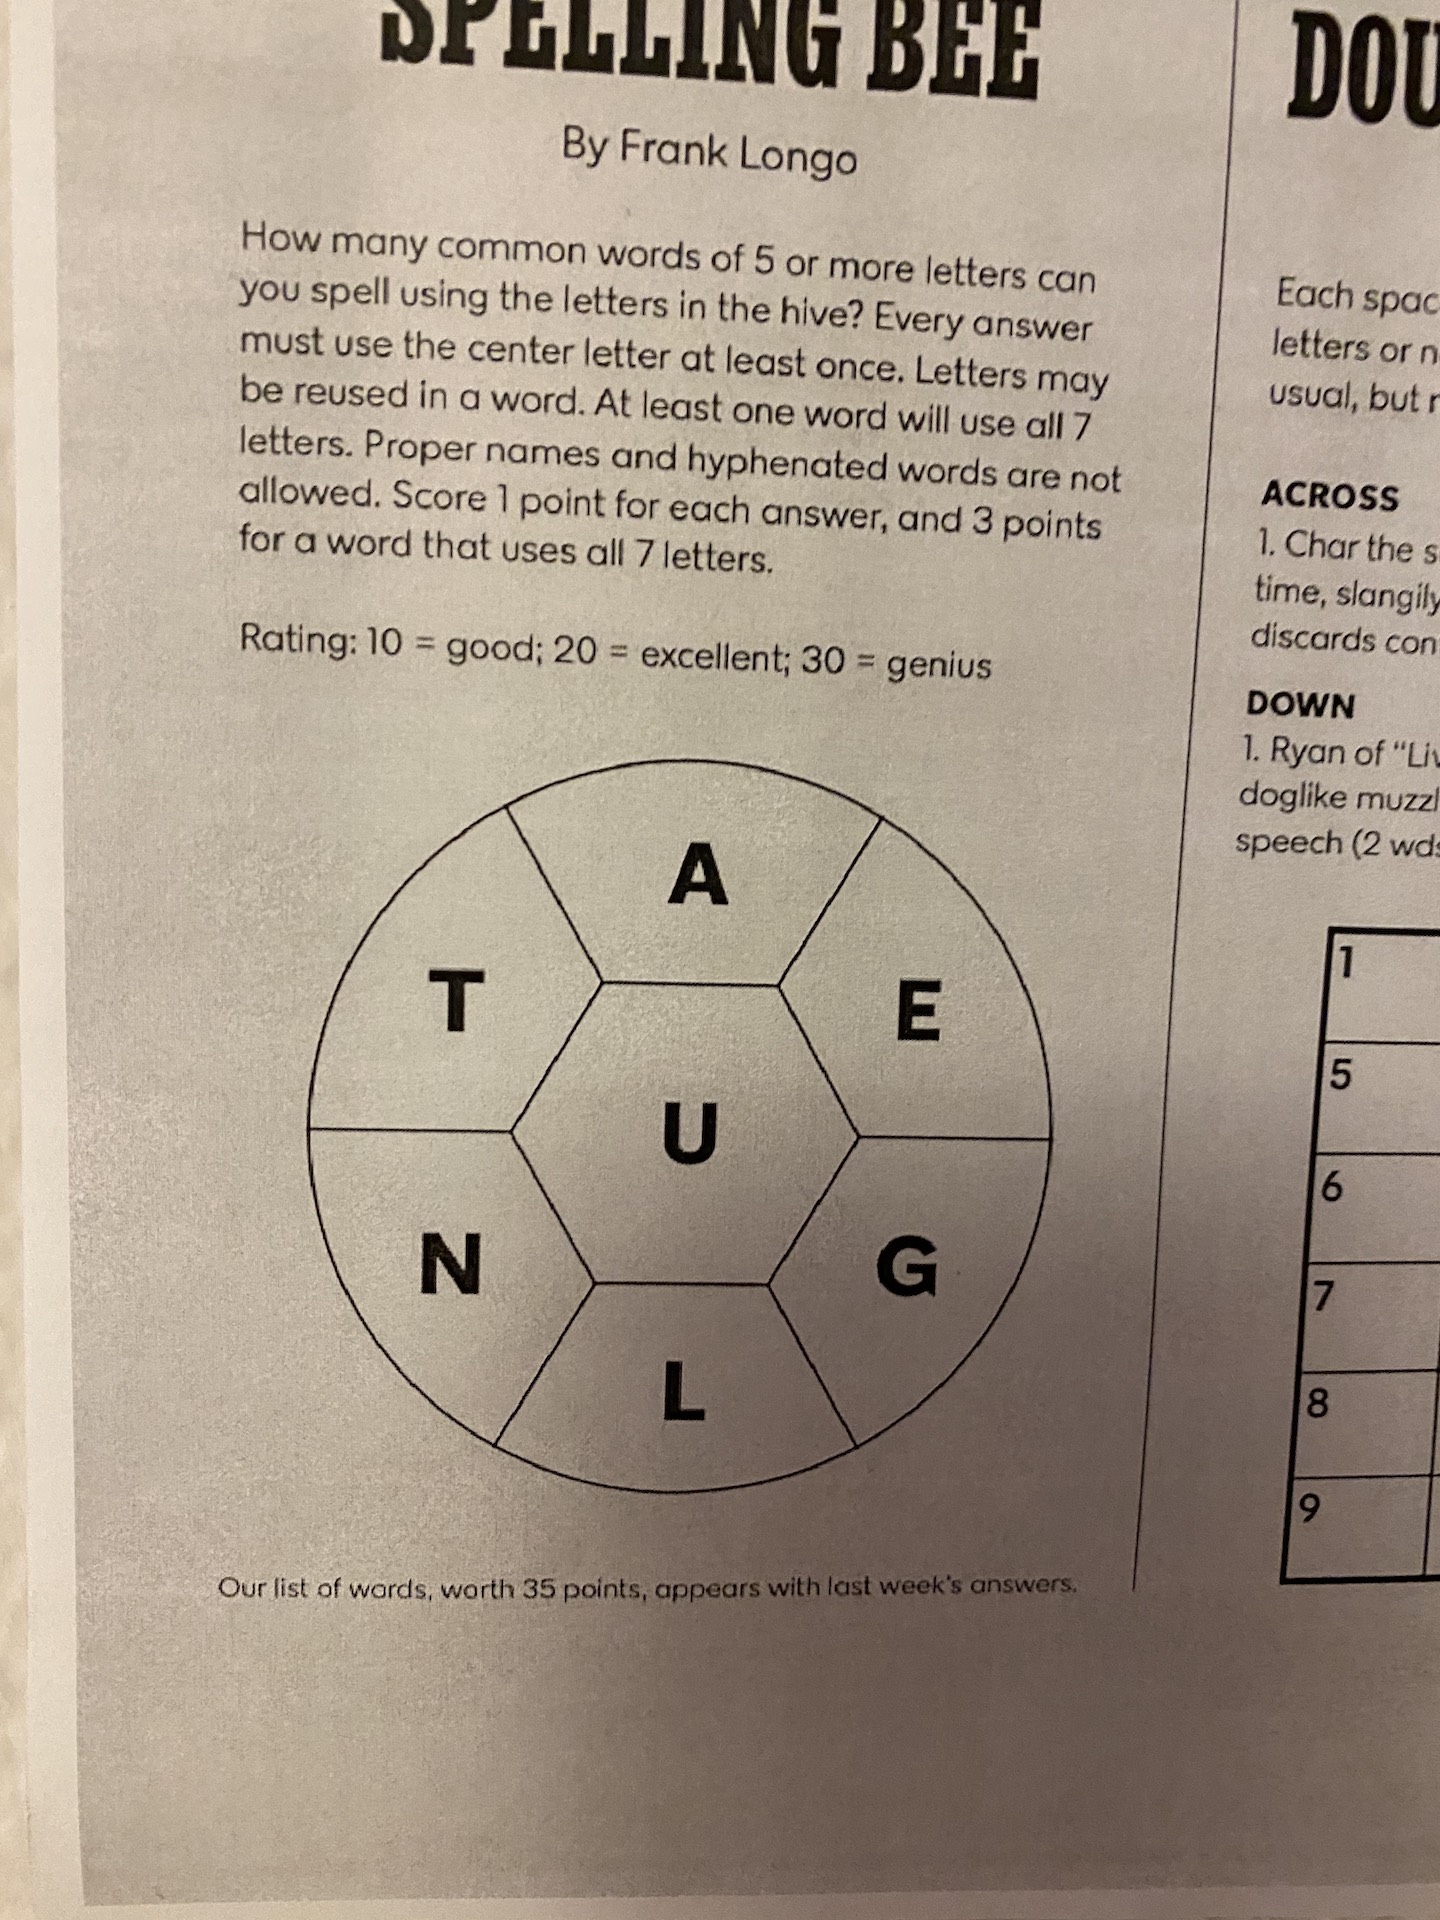 SPELLING BEE
By Frank Longo
How many common words of 5 or more letters can
you spell using the letters in the hive? Every answer
must use the center letter at least once. Letters may
be reused in a word. At least one word will use all 7
letters. Proper names and hyphenated words are not
allowed. Score 1 point for each answer, and 3 points
for a word that uses all 7 letters.
Rating: 10 = good; 20 = excellent; 30 = genius
A
T
E
U
N
G
L
Our list of words, worth 35 points, appears with last week's answers.
DOU
Each spac
letters or n
usual, but r
ACROSS
1. Char the s
time, slangily
discards con
DOWN
1. Ryan of "Liv
doglike muzzl
speech (2 wds
1
5
6
7
8
9